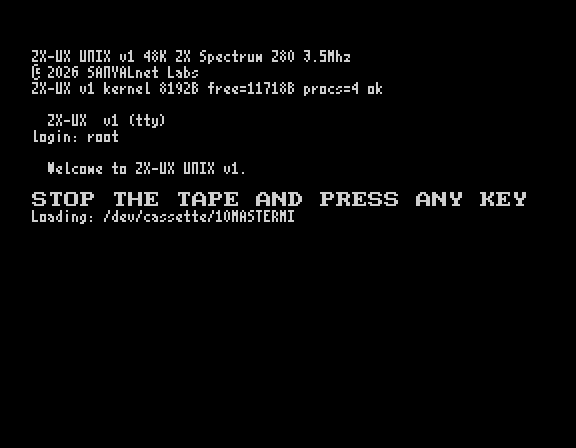 ZX-UX UNIX v1 48K ZX Spectrum Z80 3.5Mhz
© 2026 SANYALnet Labs
ZX-UX v1 kernel 8192B free=11718B procs=4 ok
ZX-UX v1 (tty)
login: root
Welcome to ZX-UX UNIX v1.
STOP THE TAPE AND PRESS ANY KEY
Loading: /dev/cassette/10MASTERMI